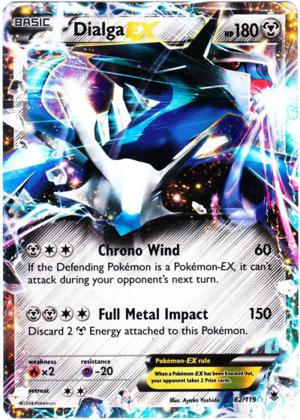 BASIC Dialga EX HP180
Chrono Wind 60
If the Defending Pokémon is a Pokémon-EX, it can't
attack during your opponent's next turn.
Full Metal Impact 150
Discard 2 Energy attached to this Pokémon.
weakness resistance Pokémon-EX rule
×2 -20 When a Pokémon-EX has been Knocked Out,
your opponent takes 2 Prize cards.
retreat Illus. Ayaka Yoshida 62/119
©2014 Pokémon